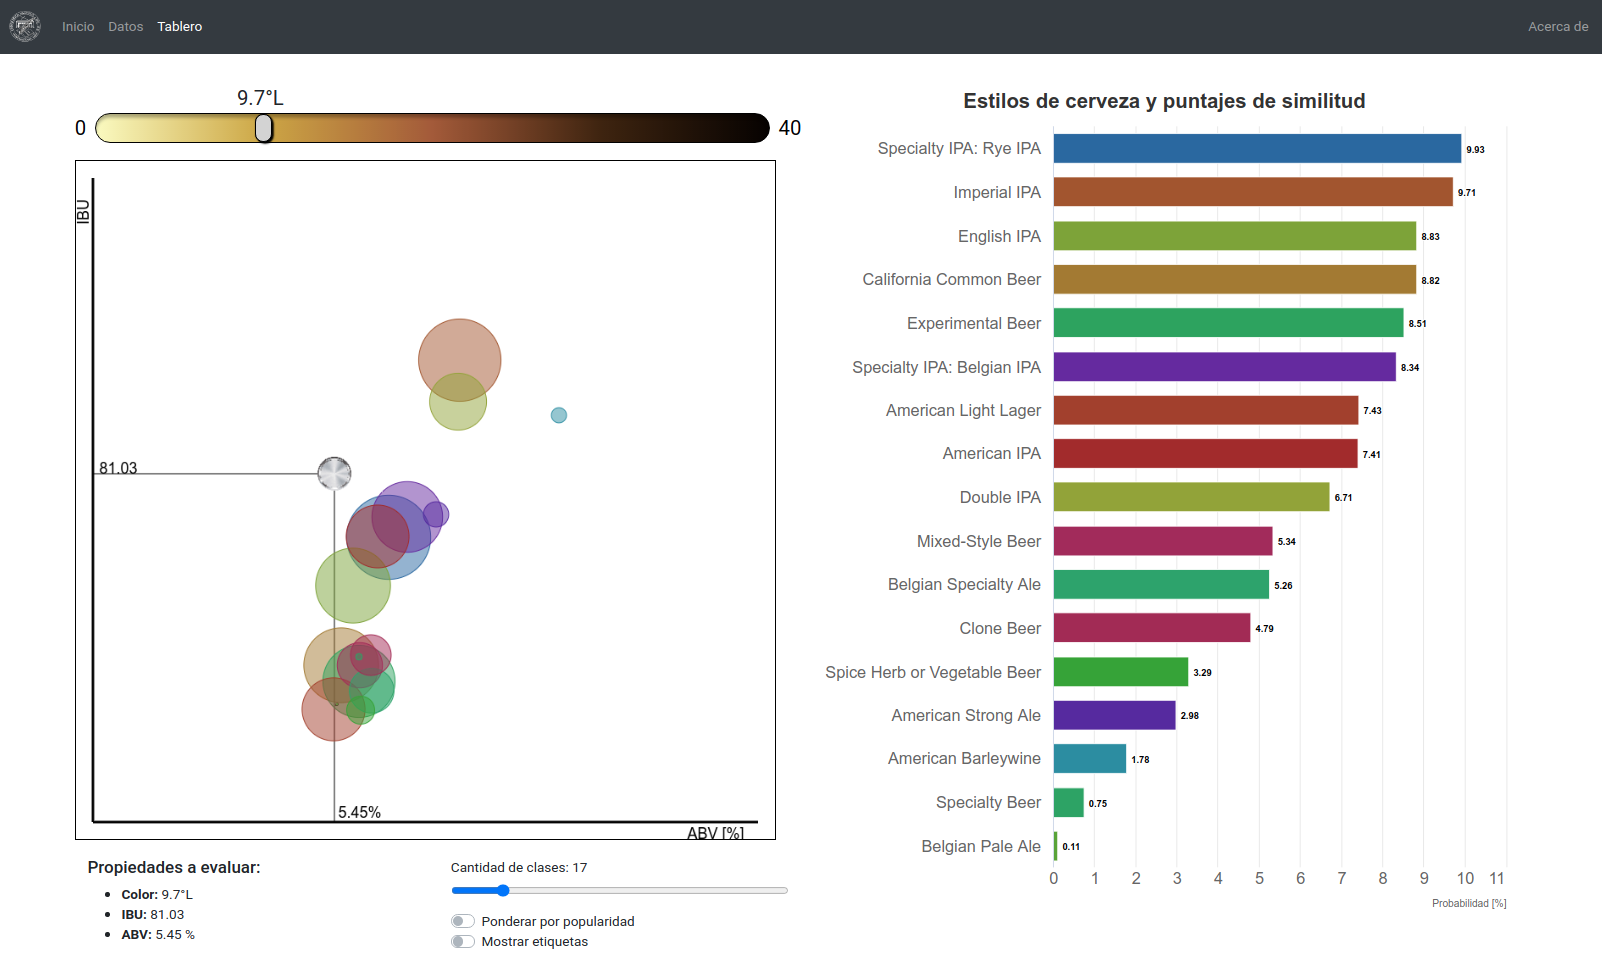 Inicio Datos Tablero Acerca de
9.7°L
0 40
IBU
81.03
5.45%
ABV [%]
Propiedades a evaluar:
Color: 9.7°L
IBU: 81.03
ABV: 5.45 %
Cantidad de clases: 17
Ponderar por popularidad
Mostrar etiquetas
Estilos de cerveza y puntajes de similitud
Specialty IPA: Rye IPA 9.93
Imperial IPA 9.71
English IPA 8.83
California Common Beer 8.82
Experimental Beer 8.51
Specialty IPA: Belgian IPA 8.34
American Light Lager 7.43
American IPA 7.41
Double IPA 6.71
Mixed-Style Beer 5.34
Belgian Specialty Ale 5.26
Clone Beer 4.79
Spice Herb or Vegetable Beer 3.29
American Strong Ale 2.98
American Barleywine 1.78
Specialty Beer 0.75
Belgian Pale Ale 0.11
0 1 2 3 4 5 6 7 8 9 10 11
Probabilidad [%]